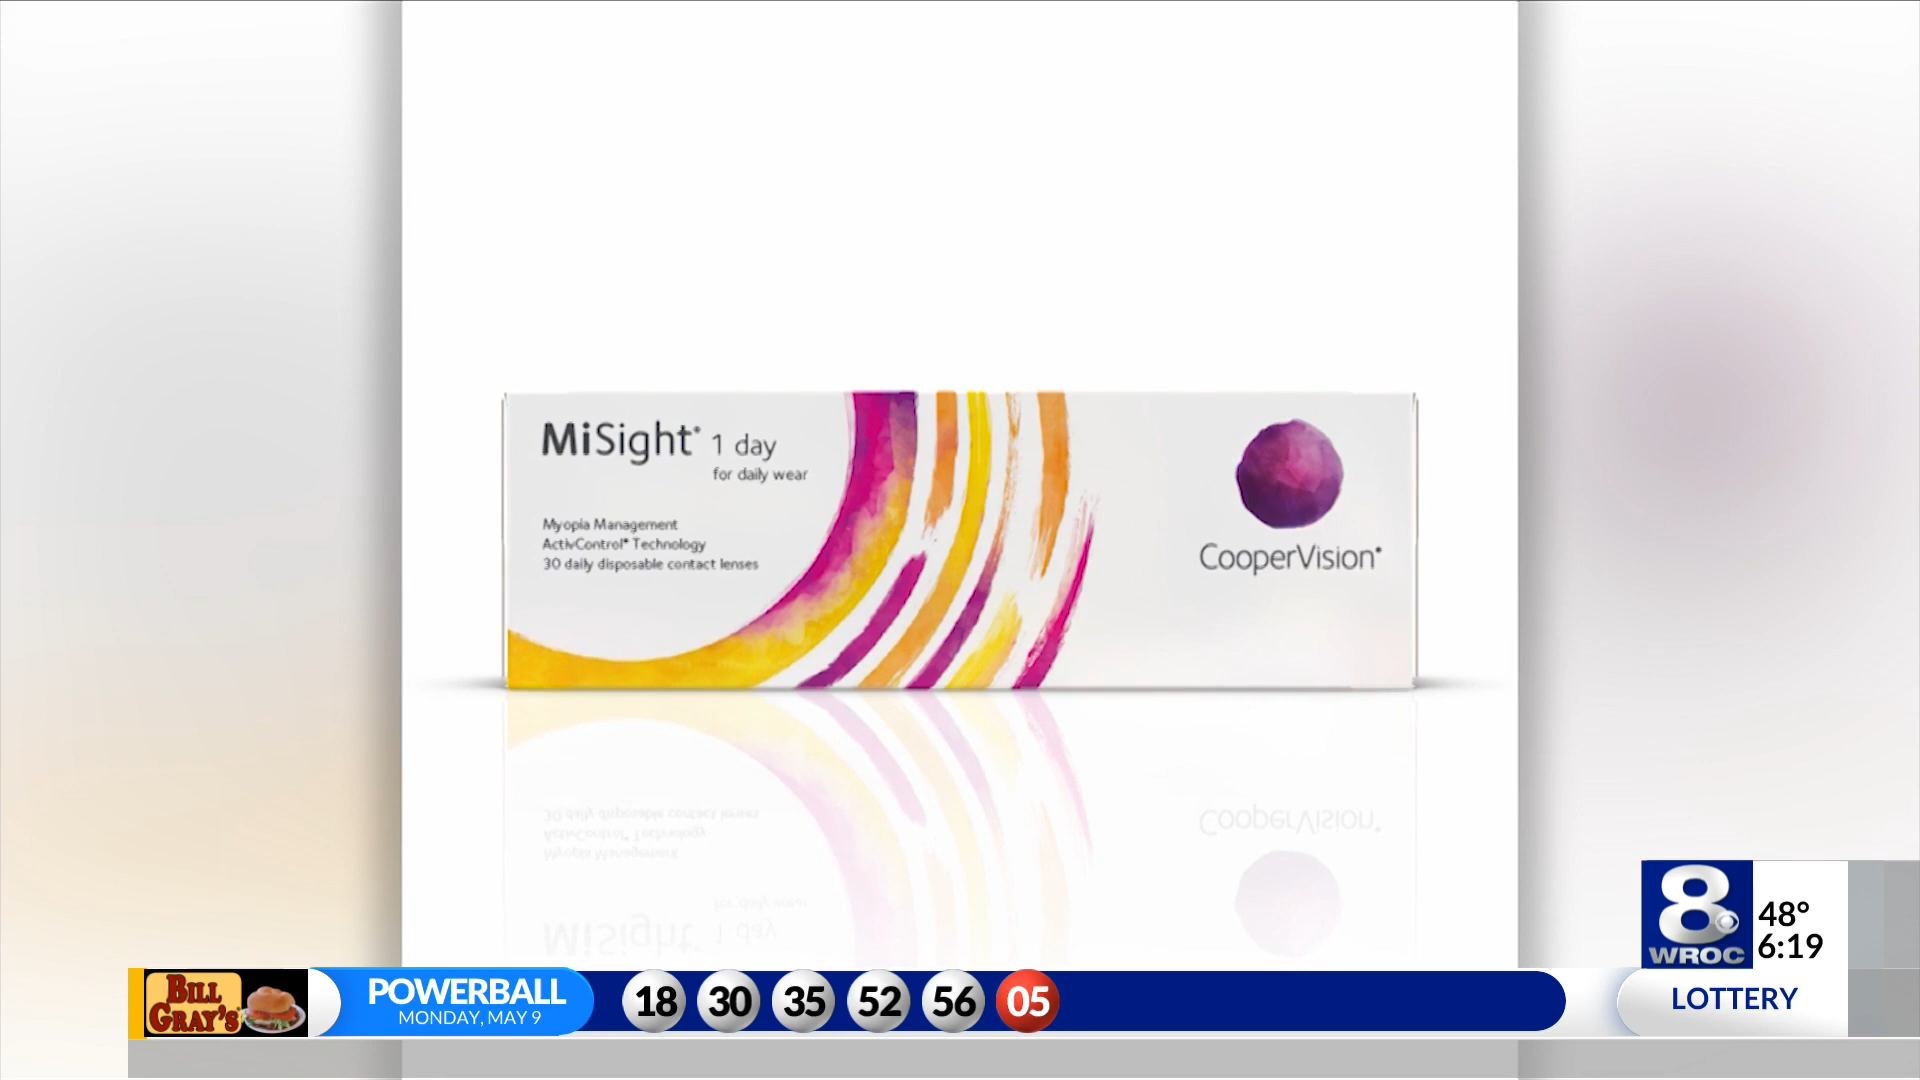 MiSight® 1 day
for daily wear
Myopia Management
ActivControl® Technology
30 daily disposable contact lenses
CooperVision®
8
WROC
48°
6:19
BILL
GRAY'S
POWERBALL
MONDAY, MAY 9
18 30 35 52 56 05
LOTTERY